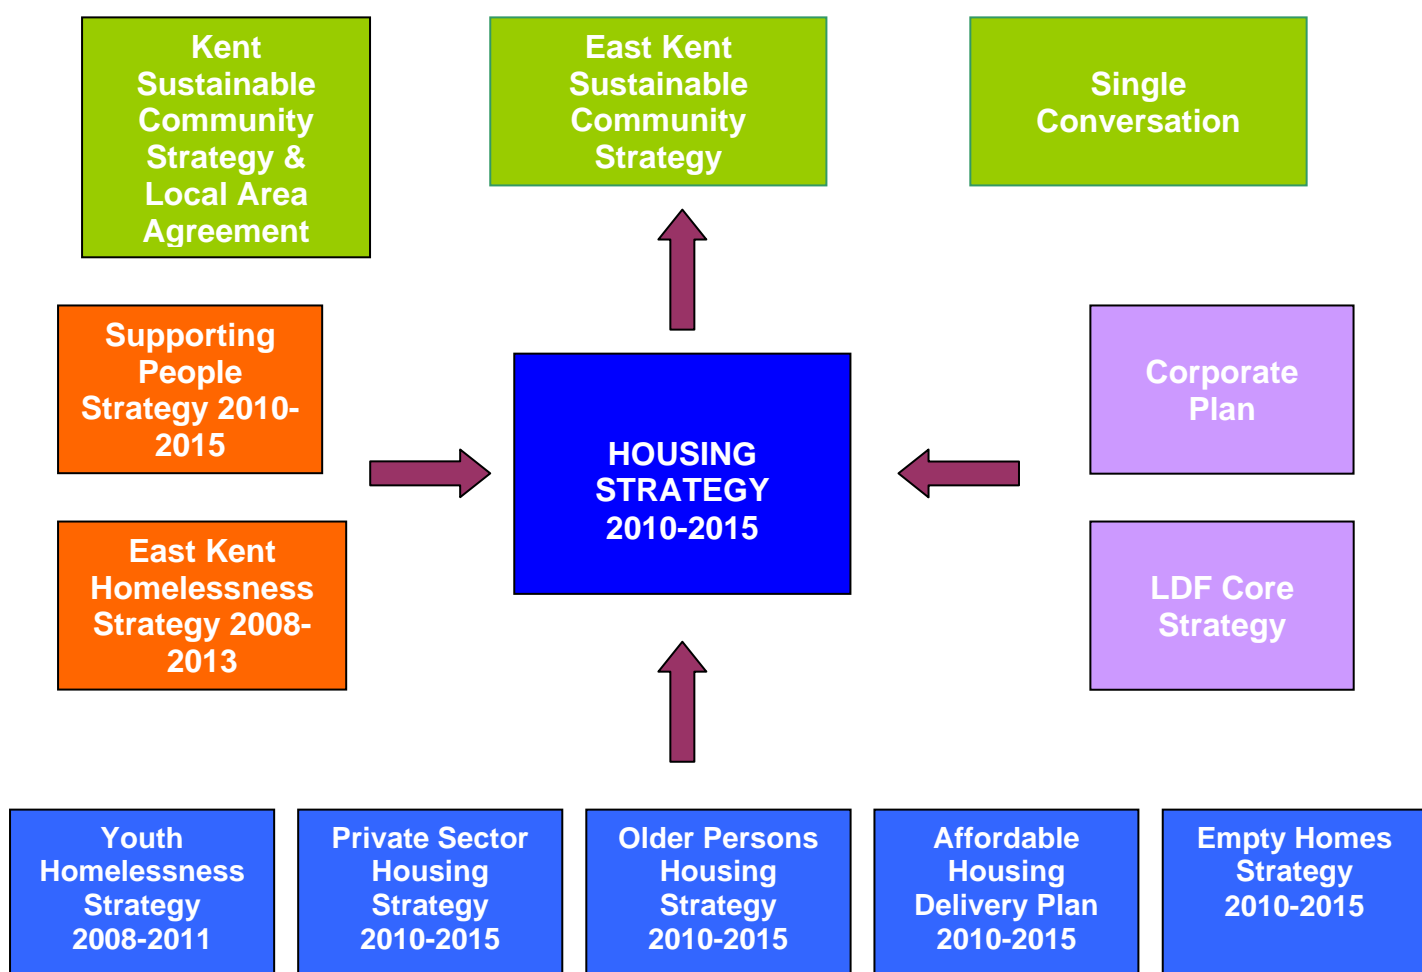 Kent
Sustainable
Community
Strategy &
Local Area
Agreement
East Kent
Sustainable
Community
Strategy
Single
Conversation
Supporting
People
Strategy 2010-
2015
HOUSING
STRATEGY
2010-2015
Corporate
Plan
East Kent
Homelessness
Strategy 2008-
2013
LDF Core
Strategy
Youth
Homelessness
Strategy
2008-2011
Private Sector
Housing
Strategy
2010-2015
Older Persons
Housing
Strategy
2010-2015
Affordable
Housing
Delivery Plan
2010-2015
Empty Homes
Strategy
2010-2015